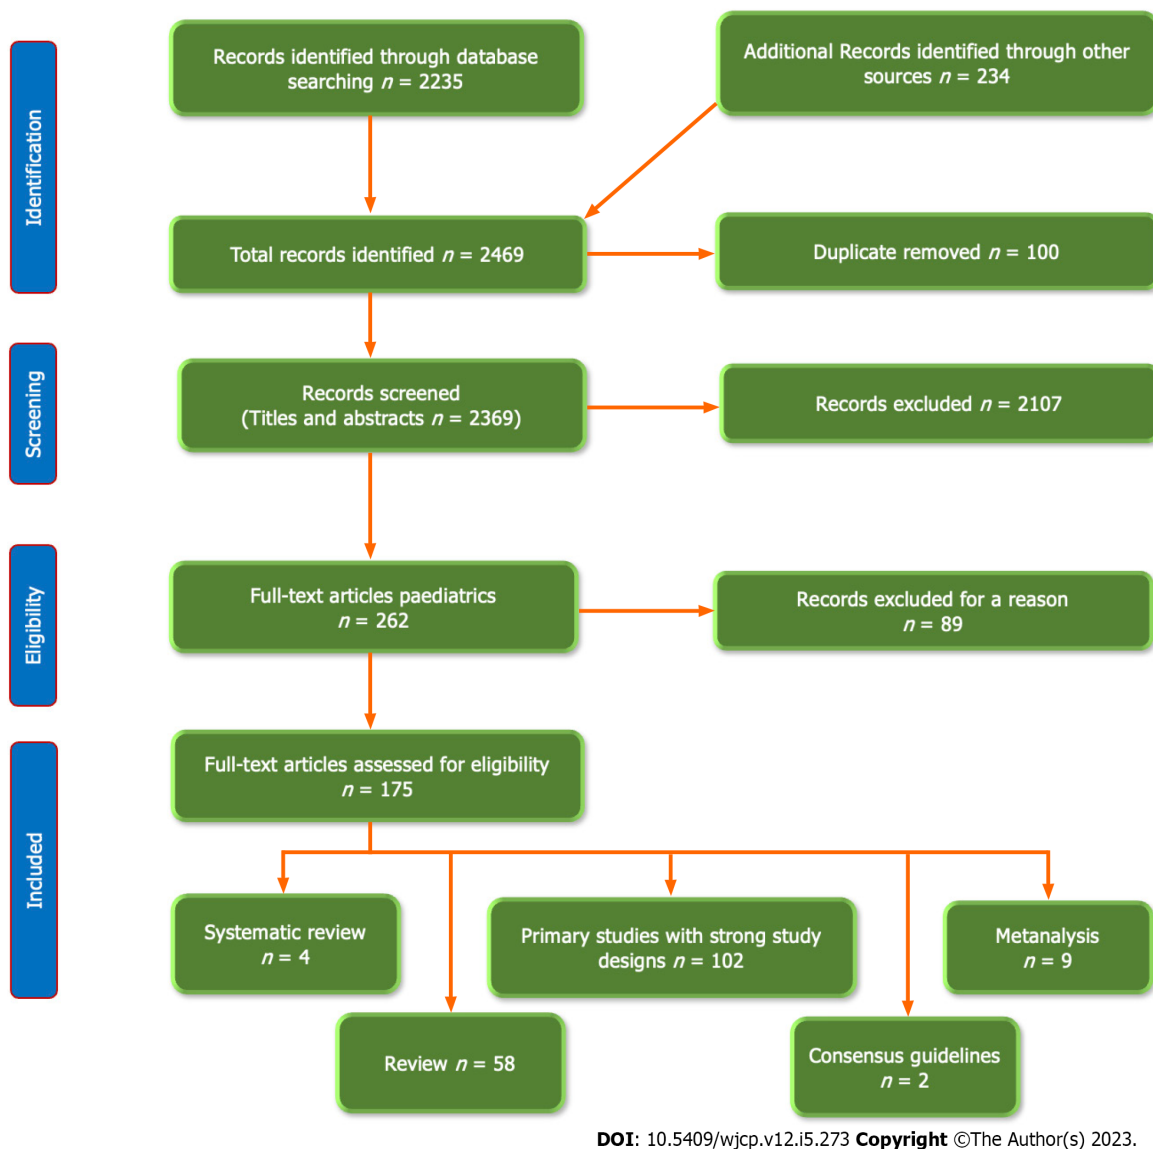 Identification
Records identified through database
searching n = 2235
Additional Records identified through other
sources n = 234
Total records identified n = 2469
Duplicate removed n = 100
Screening
Records screened
(Titles and abstracts n = 2369)
Records excluded n = 2107
Eligibility
Full-text articles paediatrics
n = 262
Records excluded for a reason
n = 89
Included
Full-text articles assessed for eligibility
n = 175
Systematic review
n = 4
Primary studies with strong study
designs n = 102
Metanalysis
n = 9
Review n = 58
Consensus guidelines
n = 2
DOI: 10.5409/wjcp.v12.i5.273 Copyright ©The Author(s) 2023.